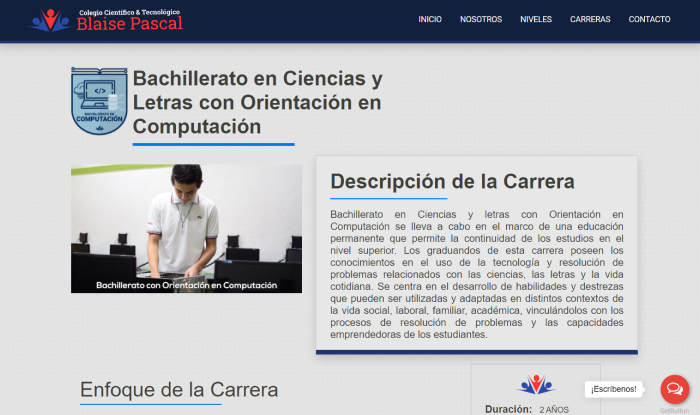 Colegio Científico & Tecnológico
Blaise Pascal
INICIO NOSOTROS NIVELES CARRERAS CONTACTO
BACHILLERATO EN
COMPUTACIÓN
Bachillerato en Ciencias y
Letras con Orientación en
Computación
Bachillerato con Orientación en Computación
Descripción de la Carrera
Bachillerato en Ciencias y letras con Orientación en
Computación se lleva a cabo en el marco de una educación
permanente que permite la continuidad de los estudios en el
nivel superior. Los graduandos de esta carrera poseen los
conocimientos en el uso de la tecnología y resolución de
problemas relacionados con las ciencias, las letras y la vida
cotidiana. Se centra en el desarrollo de habilidades y destrezas
que pueden ser utilizadas y adaptadas en distintos contextos de
la vida social, laboral, familiar, académica, vinculándolos con los
procesos de resolución de problemas y las capacidades
emprendedoras de los estudiantes.
Enfoque de la Carrera
Duración: 2 AÑOS
¡Escríbenos!
GetButton